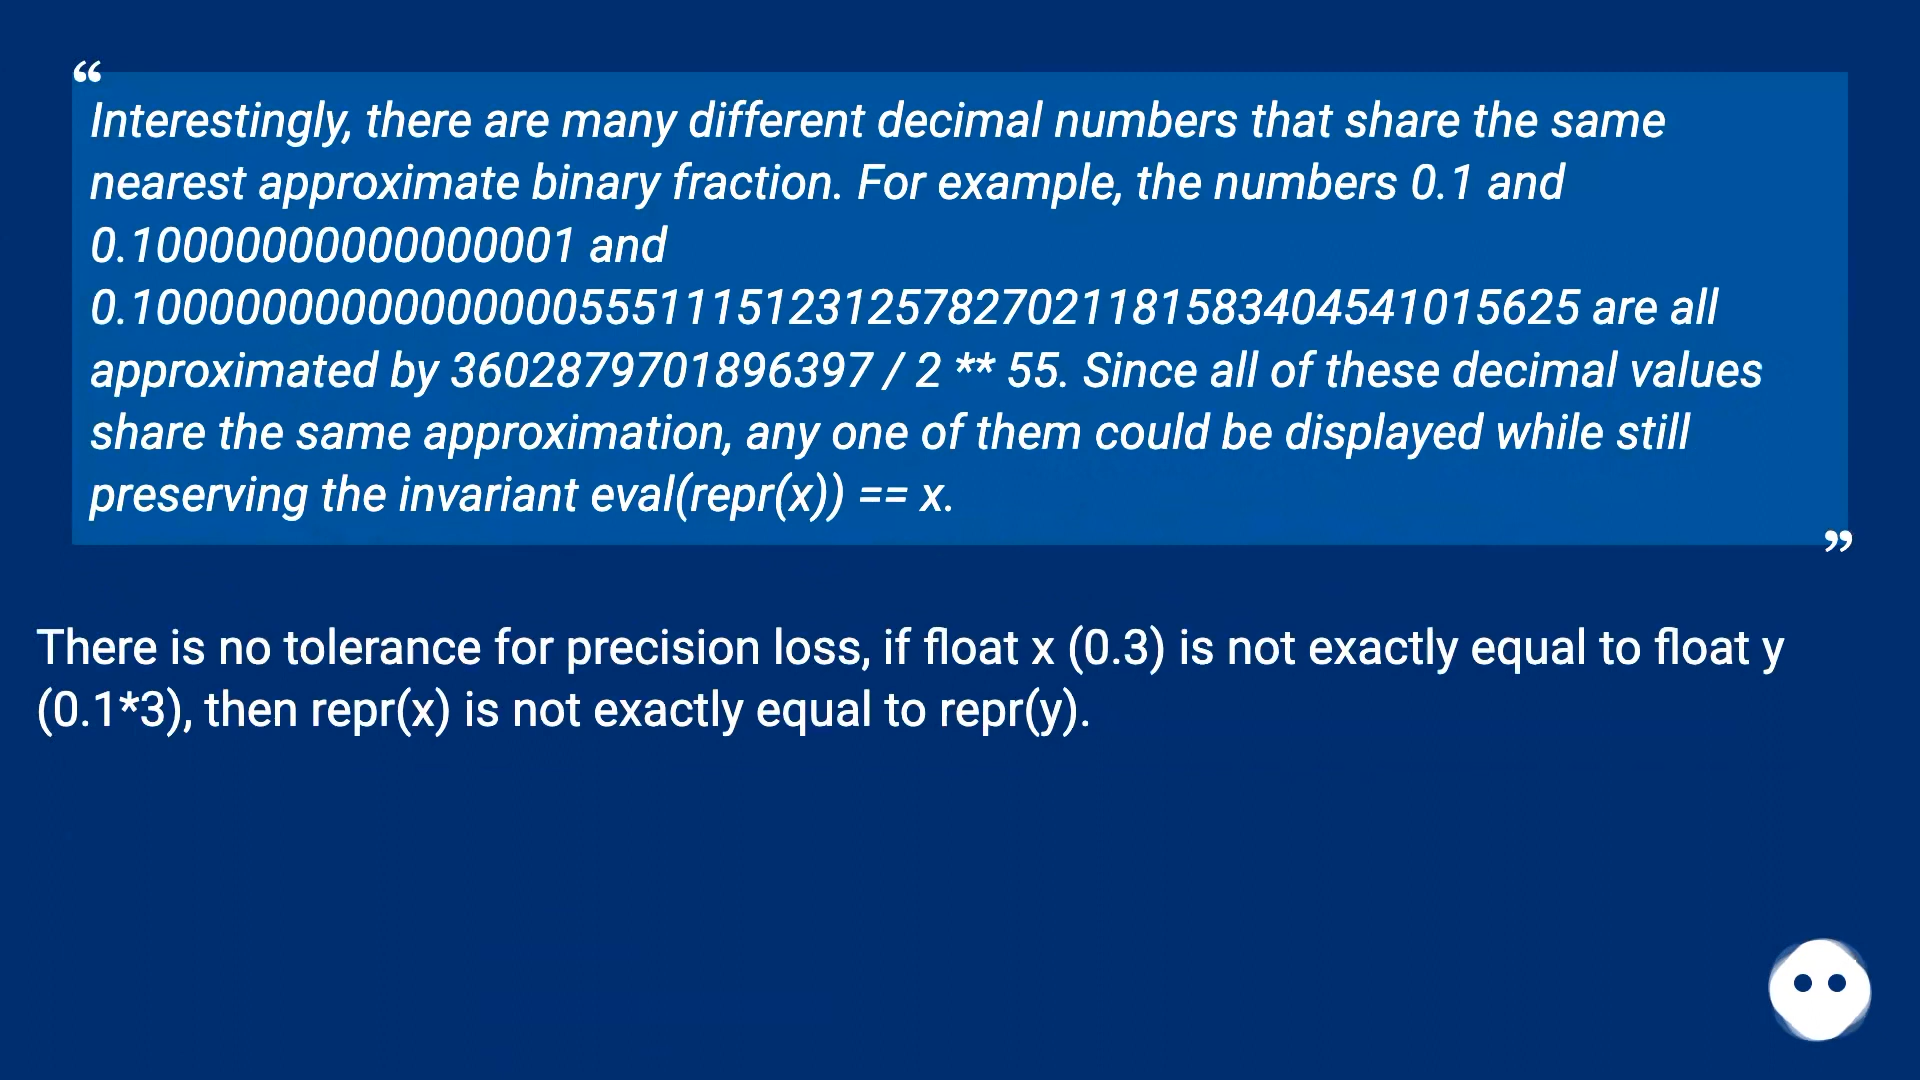 “
Interestingly, there are many different decimal numbers that share the same
nearest approximate binary fraction. For example, the numbers 0.1 and
0.10000000000000001 and
0.1000000000000000055511151231257827021181583404541015625 are all
approximated by 3602879701896397 / 2 ** 55. Since all of these decimal values
share the same approximation, any one of them could be displayed while still
preserving the invariant eval(repr(x)) == x.
”
There is no tolerance for precision loss, if float x (0.3) is not exactly equal to float y
(0.1*3), then repr(x) is not exactly equal to repr(y).